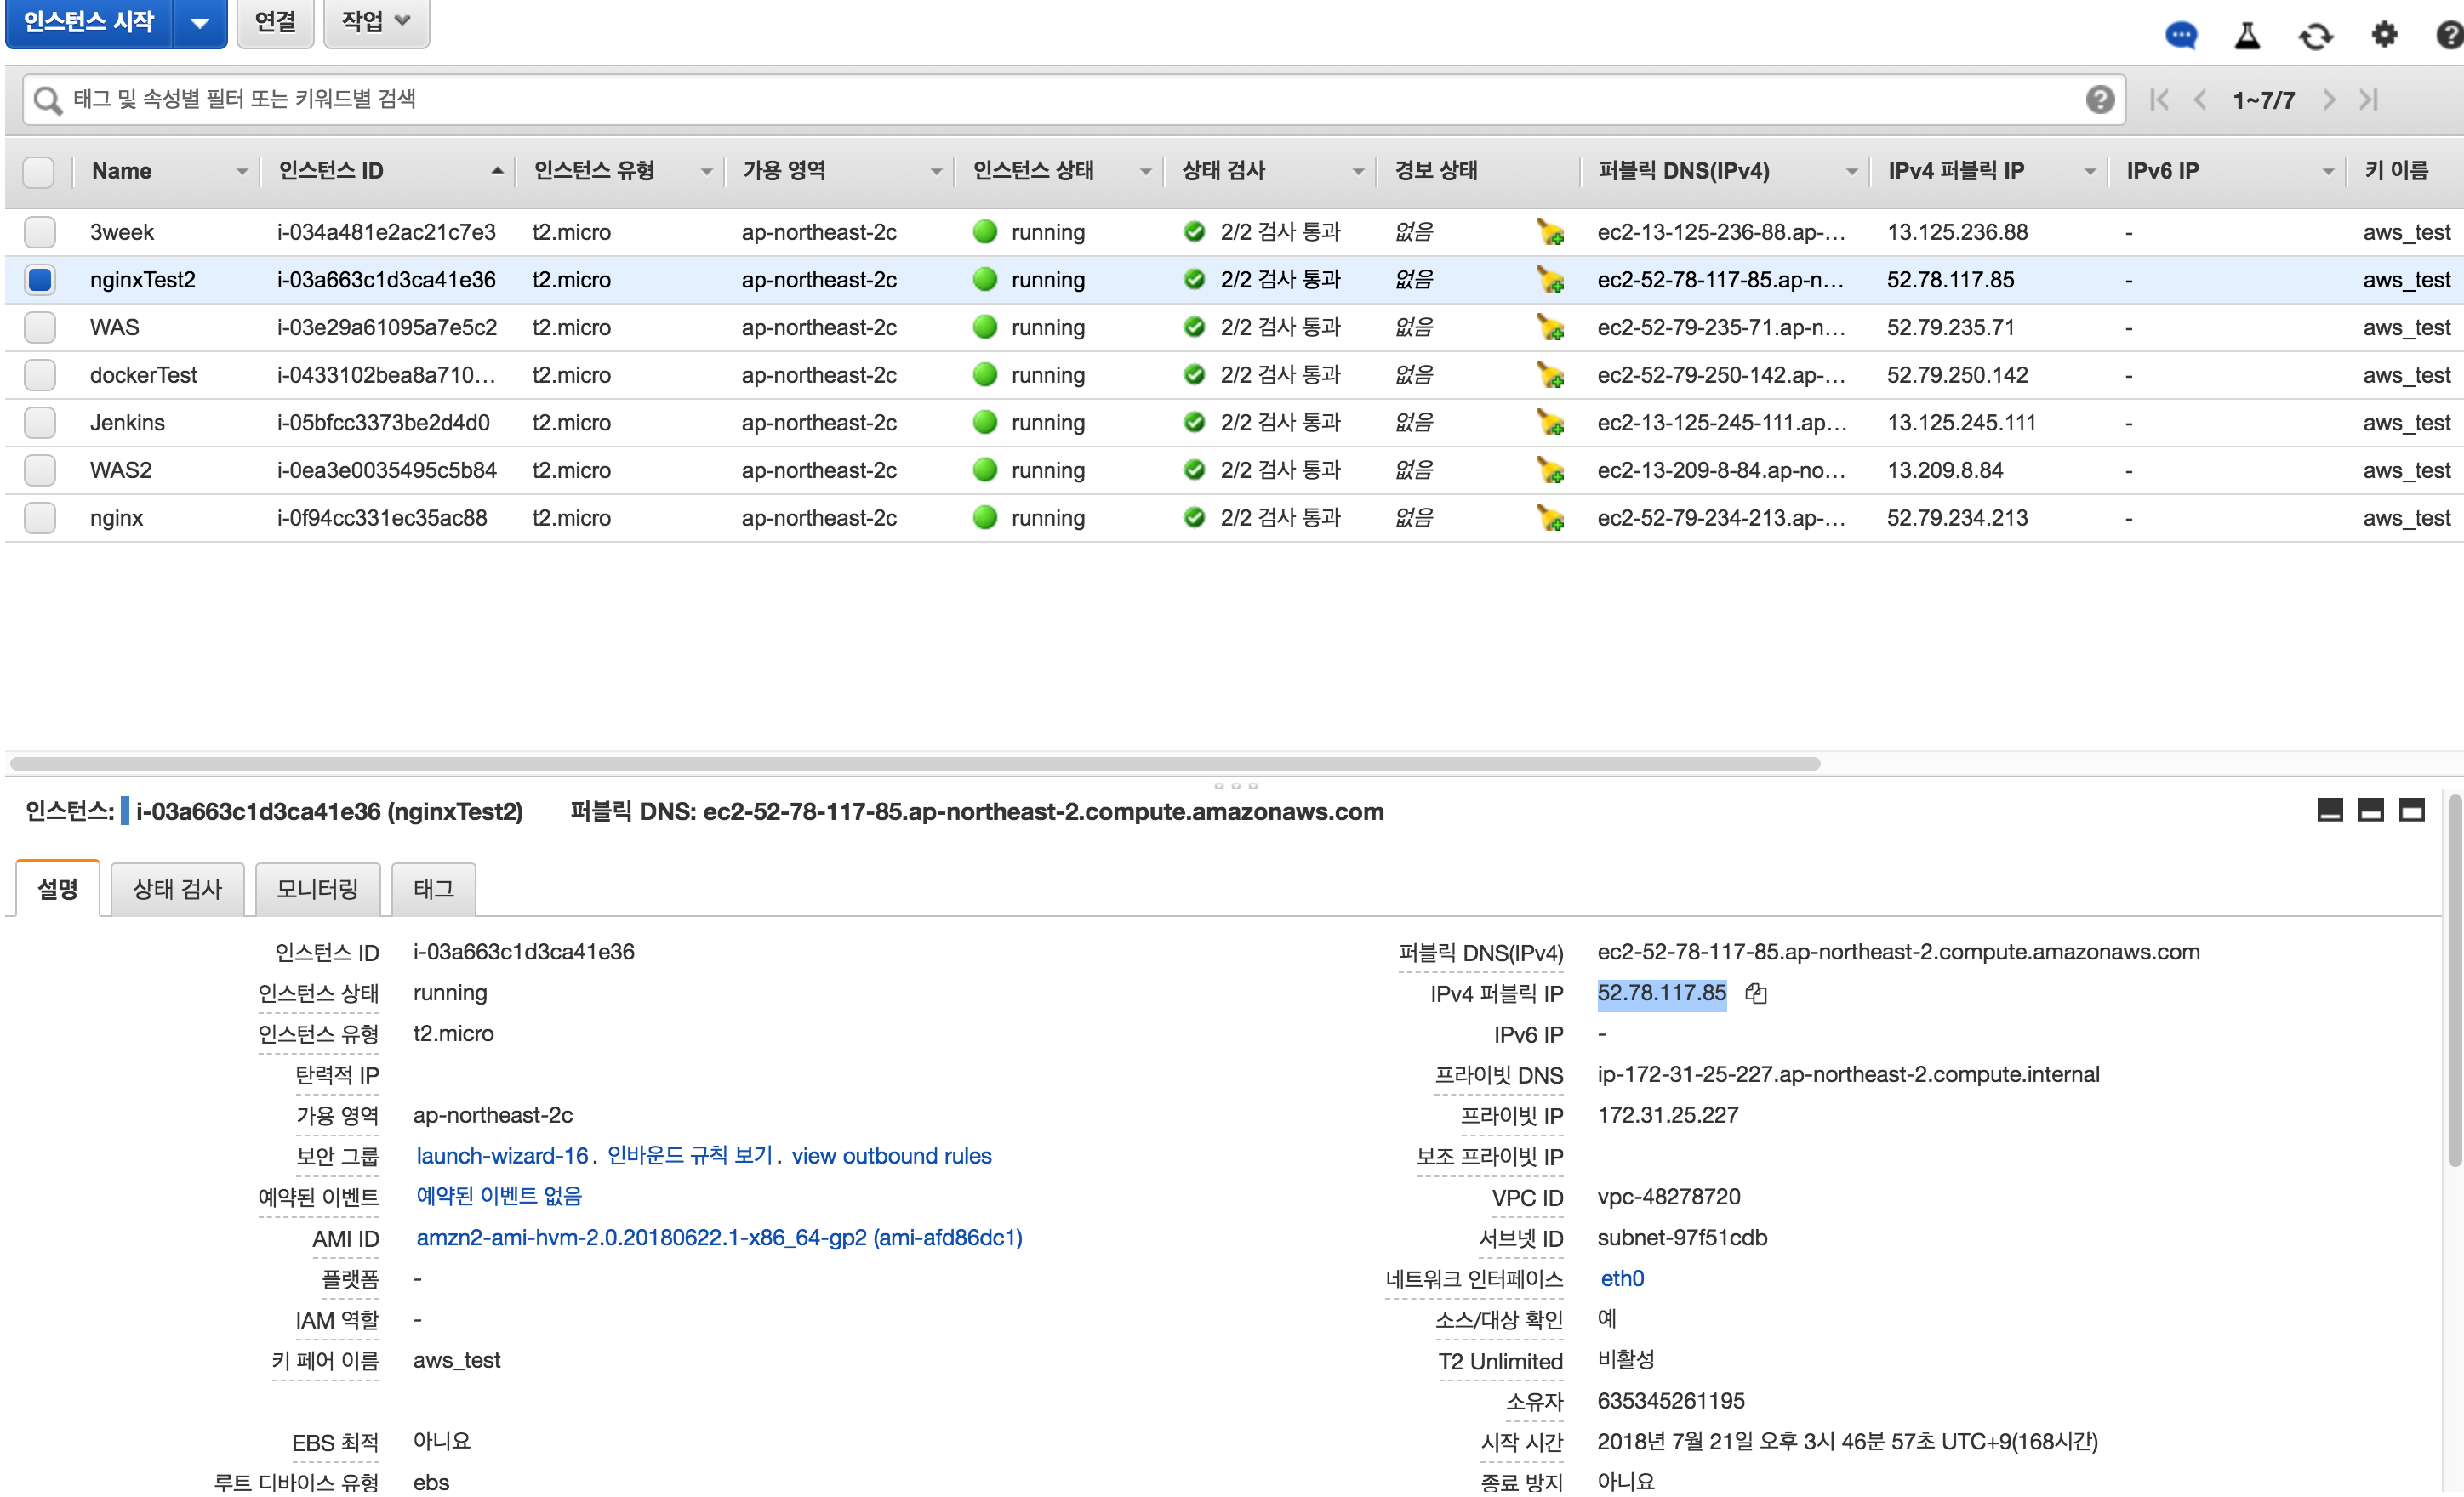 인스턴스 시작 연결 작업
태그 및 속성별 필터 또는 키워드별 검색 1~7/7
Name 인스턴스 ID 인스턴스 유형 가용 영역 인스턴스 상태 상태 검사 경보 상태 퍼블릭 DNS(IPv4) IPv4 퍼블릭 IP IPv6 IP 키 이름
3week i-034a481e2ac21c7e3 t2.micro ap-northeast-2c running 2/2 검사 통과 없음 ec2-13-125-236-88.ap-... 13.125.236.88 - aws_test
nginxTest2 i-03a663c1d3ca41e36 t2.micro ap-northeast-2c running 2/2 검사 통과 없음 ec2-52-78-117-85.ap-n... 52.78.117.85 - aws_test
WAS i-03e29a61095a7e5c2 t2.micro ap-northeast-2c running 2/2 검사 통과 없음 ec2-52-79-235-71.ap-n... 52.79.235.71 - aws_test
dockerTest i-0433102bea8a710... t2.micro ap-northeast-2c running 2/2 검사 통과 없음 ec2-52-79-250-142.ap-... 52.79.250.142 - aws_test
Jenkins i-05bfcc3373be2d4d0 t2.micro ap-northeast-2c running 2/2 검사 통과 없음 ec2-13-125-245-111.ap... 13.125.245.111 - aws_test
WAS2 i-0ea3e0035495c5b84 t2.micro ap-northeast-2c running 2/2 검사 통과 없음 ec2-13-209-8-84.ap-no... 13.209.8.84 - aws_test
nginx i-0f94cc331ec35ac88 t2.micro ap-northeast-2c running 2/2 검사 통과 없음 ec2-52-79-234-213.ap-... 52.79.234.213 - aws_test
인스턴스: i-03a663c1d3ca41e36 (nginxTest2) 퍼블릭 DNS: ec2-52-78-117-85.ap-northeast-2.compute.amazonaws.com
설명 상태 검사 모니터링 태그
인스턴스 ID i-03a663c1d3ca41e36 퍼블릭 DNS(IPv4) ec2-52-78-117-85.ap-northeast-2.compute.amazonaws.com
인스턴스 상태 running IPv4 퍼블릭 IP 52.78.117.85
인스턴스 유형 t2.micro IPv6 IP -
탄력적 IP 프라이빗 DNS ip-172-31-25-227.ap-northeast-2.compute.internal
가용 영역 ap-northeast-2c 프라이빗 IP 172.31.25.227
보안 그룹 launch-wizard-16. 인바운드 규칙 보기. view outbound rules 보조 프라이빗 IP
예약된 이벤트 예약된 이벤트 없음 VPC ID vpc-48278720
AMI ID amzn2-ami-hvm-2.0.20180622.1-x86_64-gp2 (ami-afd86dc1) 서브넷 ID subnet-97f51cdb
플랫폼 - 네트워크 인터페이스 eth0
IAM 역할 - 소스/대상 확인 예
키 페어 이름 aws_test T2 Unlimited 비활성
소유자 635345261195
EBS 최적 아니요 시작 시간 2018년 7월 21일 오후 3시 46분 57초 UTC+9(168시간)
루트 디바이스 유형 ebs 종료 방지 아니요